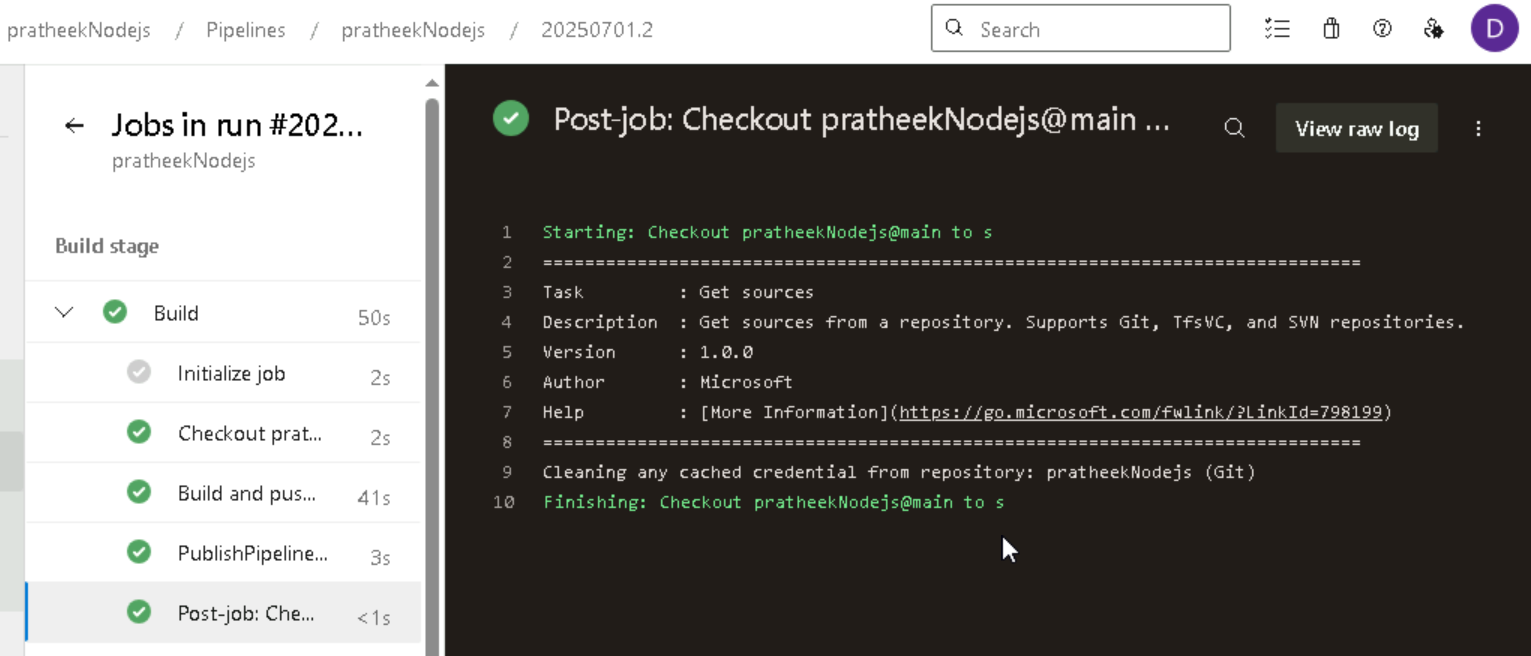 pratheekNodejs / Pipelines / pratheekNodejs / 20250701.2
Search
D
Jobs in run #202...
pratheekNodejs
Build stage
Build 50s
Initialize job 2s
Checkout prat... 2s
Build and pus... 41s
PublishPipeline... 3s
Post-job: Che... <1s
Post-job: Checkout pratheekNodejs@main ...
View raw log
1 Starting: Checkout pratheekNodejs@main to s
2 ==============================================================================
3 Task : Get sources
4 Description : Get sources from a repository. Supports Git, TfsVC, and SVN repositories.
5 Version : 1.0.0
6 Author : Microsoft
7 Help : [More Information](https://go.microsoft.com/fwlink/?LinkId=798199)
8 ==============================================================================
9 Cleaning any cached credential from repository: pratheekNodejs (Git)
10 Finishing: Checkout pratheekNodejs@main to s